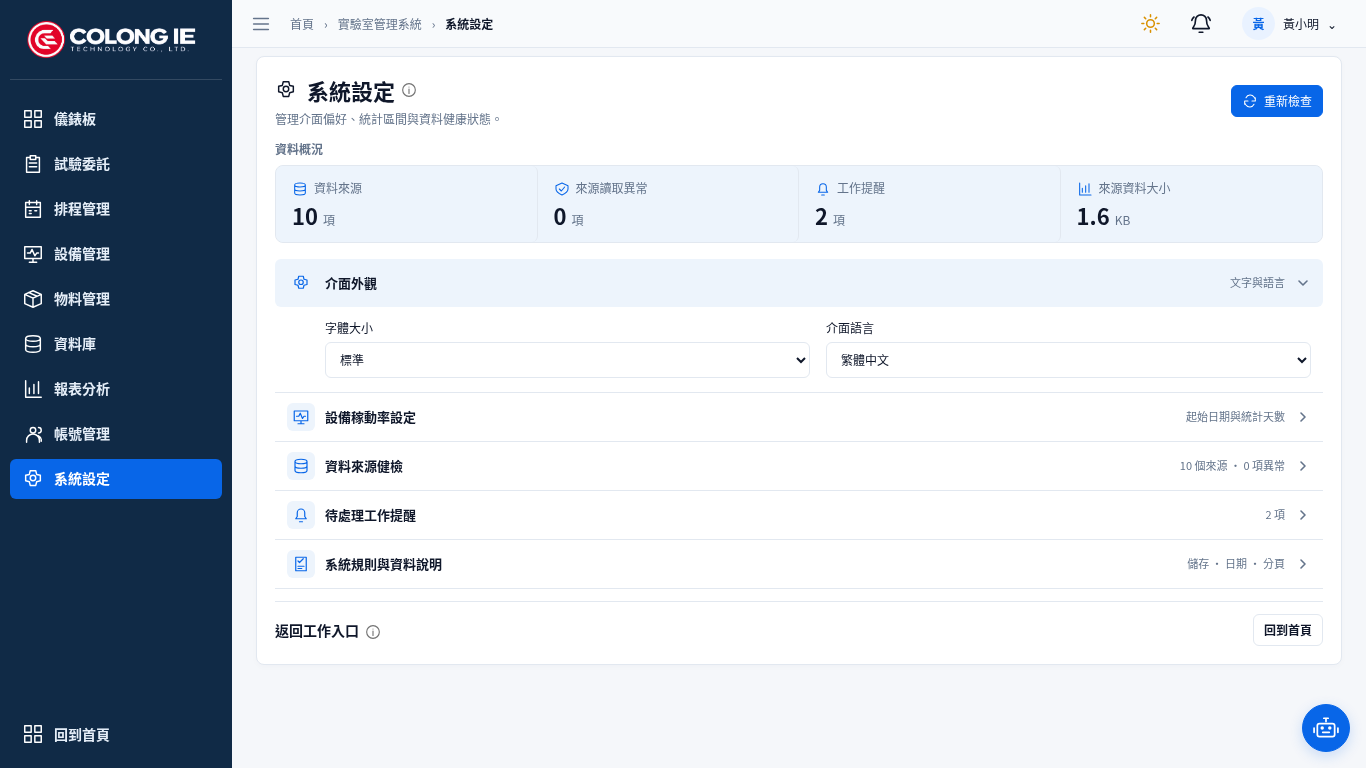 COLONG IE
TECHNOLOGY CO., LTD.
儀錶板
試驗委託
排程管理
設備管理
物料管理
資料庫
報表分析
帳號管理
系統設定
回到首頁
首頁 › 實驗室管理系統 › 系統設定
黃 黃小明
系統設定
管理介面偏好、統計區間與資料健康狀態。
重新檢查
資料概況
資料來源
10 項
來源讀取異常
0 項
工作提醒
2 項
來源資料大小
1.6 KB
介面外觀
文字與語言
字體大小
標準
介面語言
繁體中文
設備稼動率設定
起始日期與統計天數
資料來源健檢
10 個來源 · 0 項異常
待處理工作提醒
2 項
系統規則與資料說明
儲存 · 日期 · 分頁
返回工作入口
回到首頁